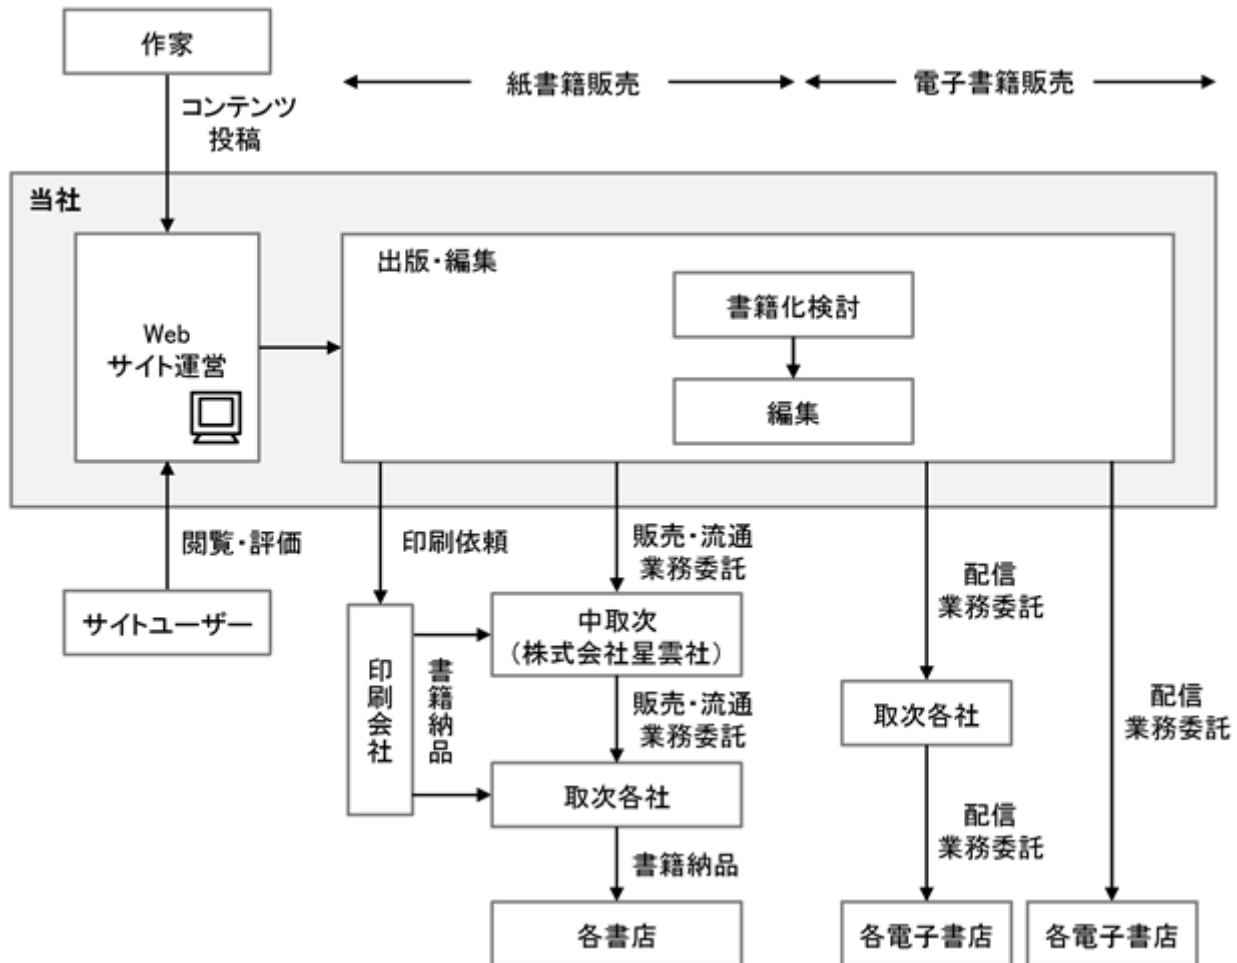 作家
紙書籍販売
電子書籍販売
コンテンツ
投稿
当社
Web
サイト運営
出版・編集
書籍化検討
編集
閲覧・評価
サイトユーザー
印刷依頼
販売・流通
業務委託
配信
業務委託
中取次
(株式会社星雲社)
印刷会社
書籍納品
販売・流通
業務委託
取次各社
配信
業務委託
取次各社
書籍納品
配信
業務委託
各書店
各電子書店
各電子書店